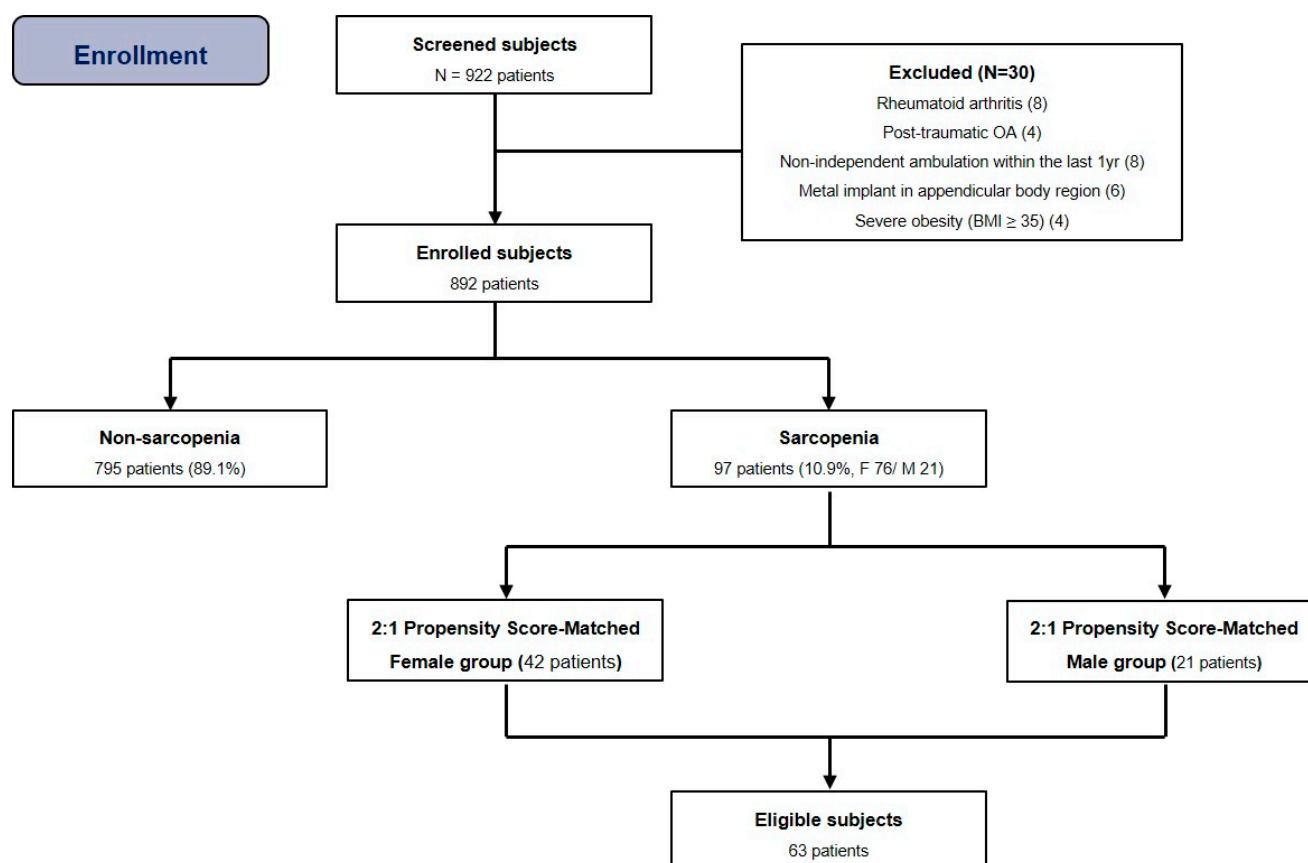 Enrollment
Screened subjects
N = 922 patients
Excluded (N=30)
Rheumatoid arthritis (8)
Post-traumatic OA (4)
Non-independent ambulation within the last 1yr (8)
Metal implant in appendicular body region (6)
Severe obesity (BMI ≥ 35) (4)
Enrolled subjects
892 patients
Non-sarcopenia
795 patients (89.1%)
Sarcopenia
97 patients (10.9%, F 76/ M 21)
2:1 Propensity Score-Matched
Female group (42 patients)
2:1 Propensity Score-Matched
Male group (21 patients)
Eligible subjects
63 patients